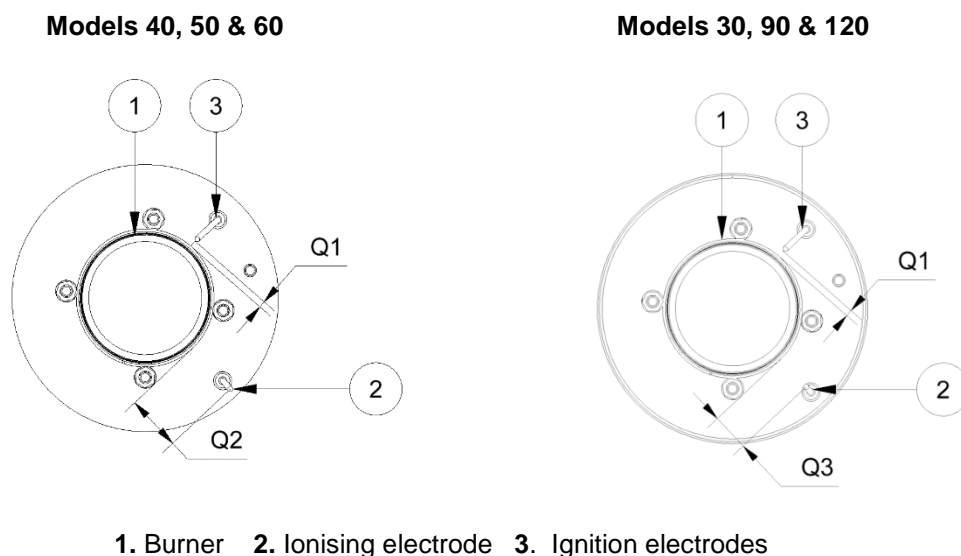 Models 40, 50 & 60
Models 30, 90 & 120
1
3
Q1
2
Q2
1
3
Q1
2
Q3
1. Burner 2. Ionising electrode 3. Ignition electrodes